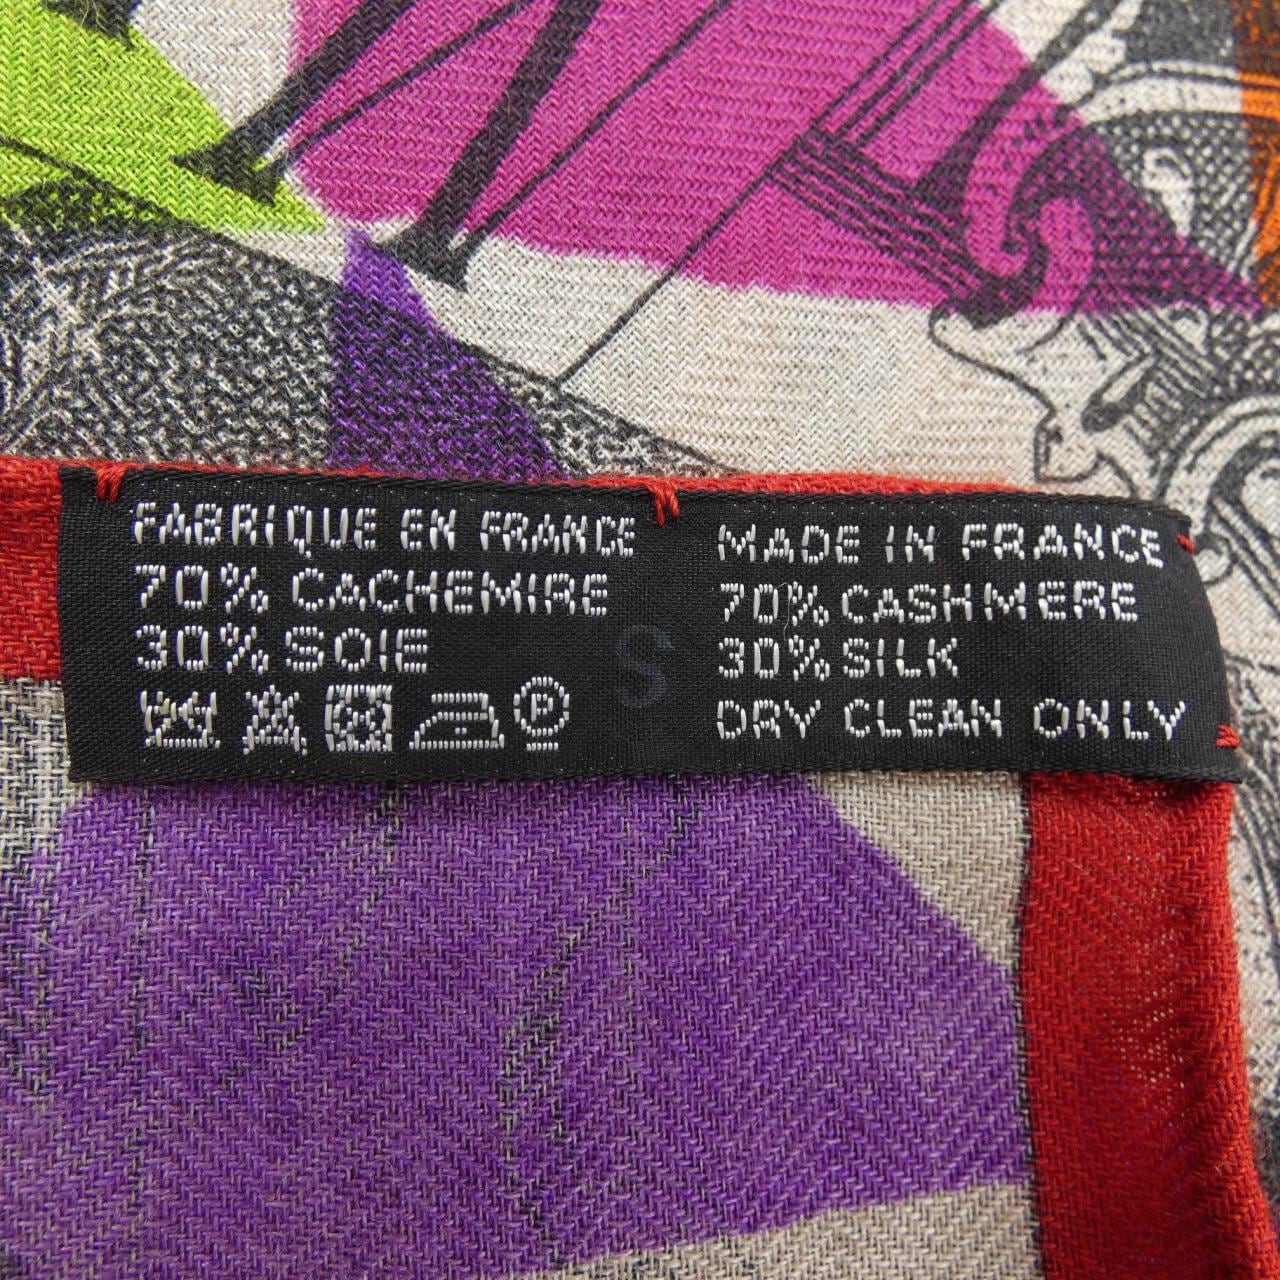 FABRIQUE EN FRANCE
70% CACHEMIRE
30% SOIE
P
S
MADE IN FRANCE
70% CASHMERE
30% SILK
DRY CLEAN ONLY